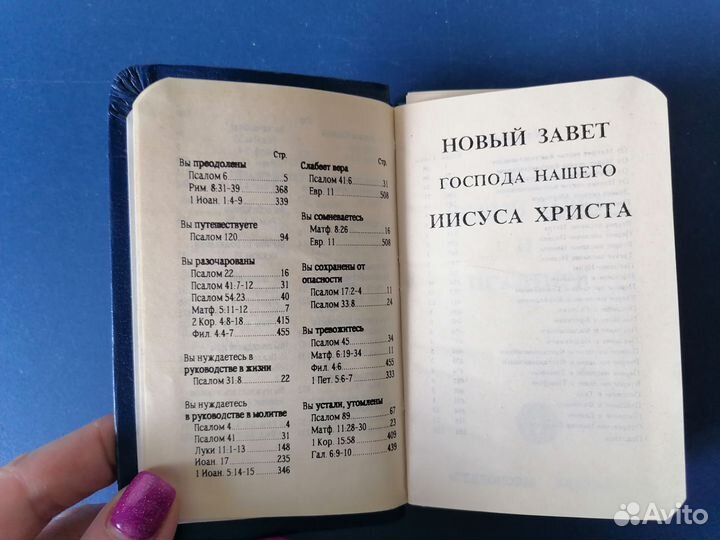 Стр.
Вы преодолены
Псалом 6 5
Рим. 8:31-39 368
1 Иоан. 1:4-9 339
Вы путешествуете
Псалом 120 94
Вы разочарованы
Псалом 22 16
Псалом 41:7-12 31
Псалом 54:23 40
Матф. 5:11-12 7
2 Кор. 4:8-18 415
Фил. 4:4-7 455
Вы нуждаетесь в
руководстве в жизни
Псалом 31:8 22
Вы нуждаетесь
в руководстве в молитве
Псалом 4 4
Псалом 41 31
Луки 11:1-13 148
Иоан. 17 235
1 Иоан. 5:14-15 346
Стр.
Слабеет вера
Псалом 41:6 31
Евр. 11 508
Вы сомневаетесь
Матф. 8:26 16
Евр. 11 508
Вы сохранены от
опасности
Псалом 17:2-4 11
Псалом 33:8 24
Вы тревожитесь
Псалом 45 34
Матф. 6:19-34 11
Фил. 4:6 455
1 Пет. 5:6-7 333
Вы устали, утомлены
Псалом 89 67
Матф. 11:28-30 23
1 Кор. 15:58 409
Гал. 6:9-10 439
НОВЫЙ ЗАВЕТ
ГОСПОДА НАШЕГО
ИИСУСА ХРИСТА
Avito